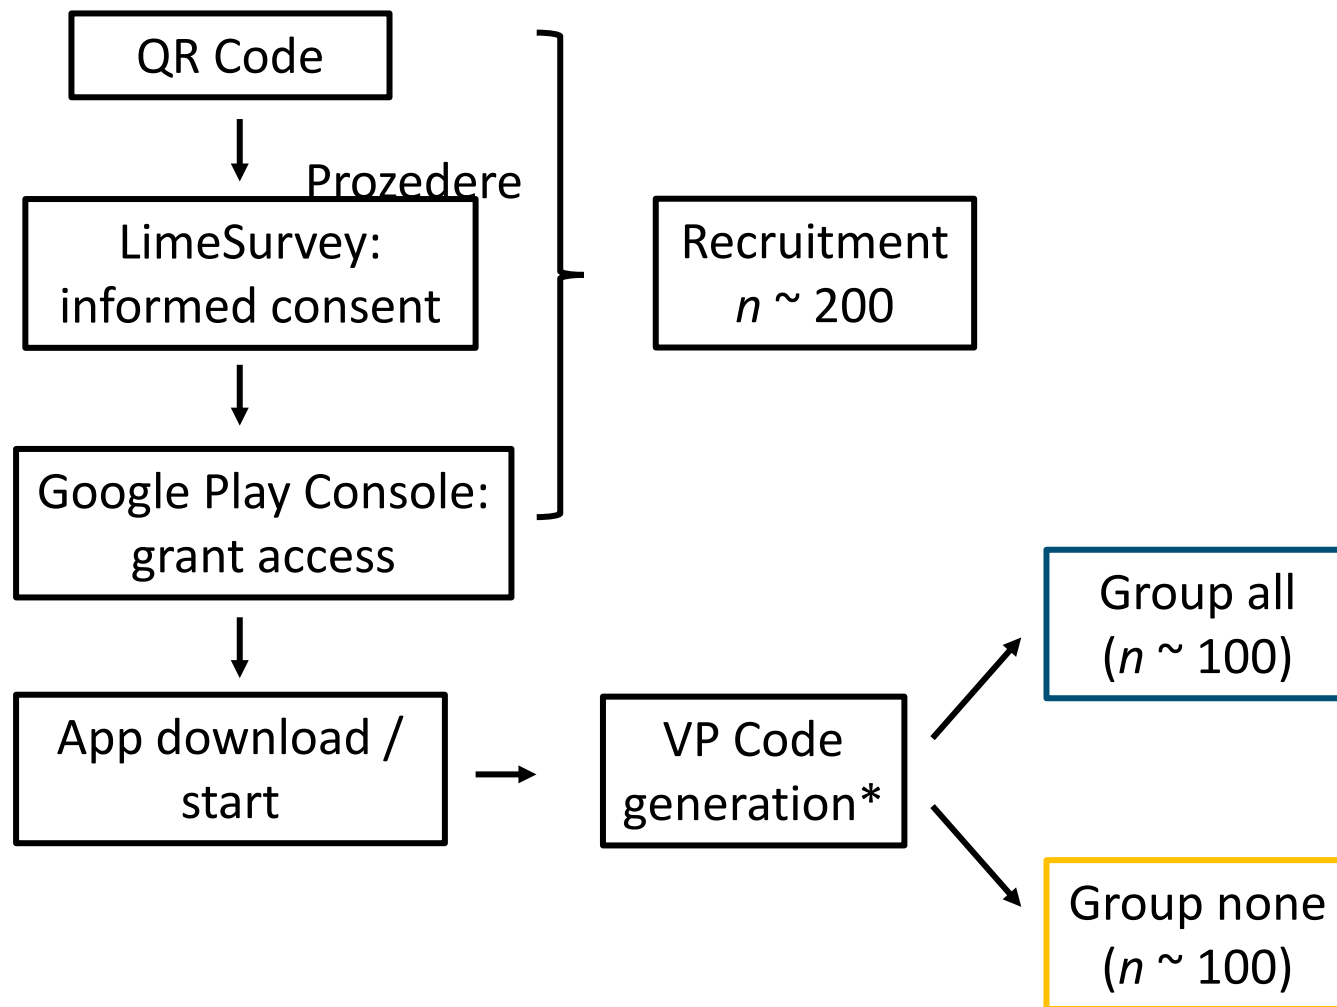 QR Code
Prozedere
LimeSurvey:
informed consent
Recruitment
n ~ 200
Google Play Console:
grant access
App download /
start
VP Code
generation*
Group all
(n ~ 100)
Group none
(n ~ 100)